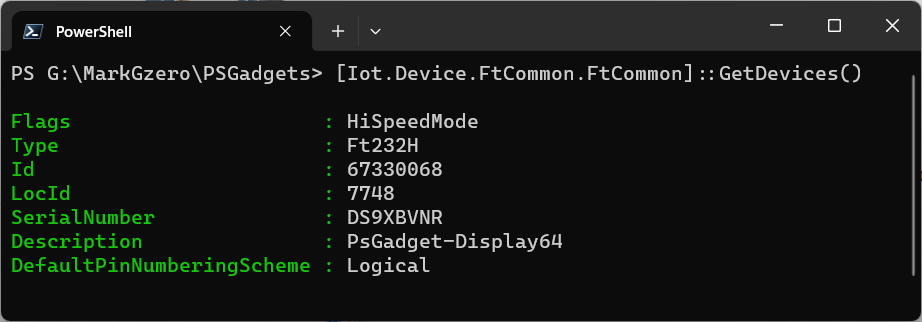 PowerShell
PS G:\MarkGzero\PSGadgets> [Iot.Device.FtCommon.FtCommon]::GetDevices()
Flags                     : HiSpeedMode
Type                      : Ft232H
Id                        : 67330068
LocId                     : 7748
SerialNumber              : DS9XBVNR
Description               : PsGadget-Display64
DefaultPinNumberingScheme : Logical